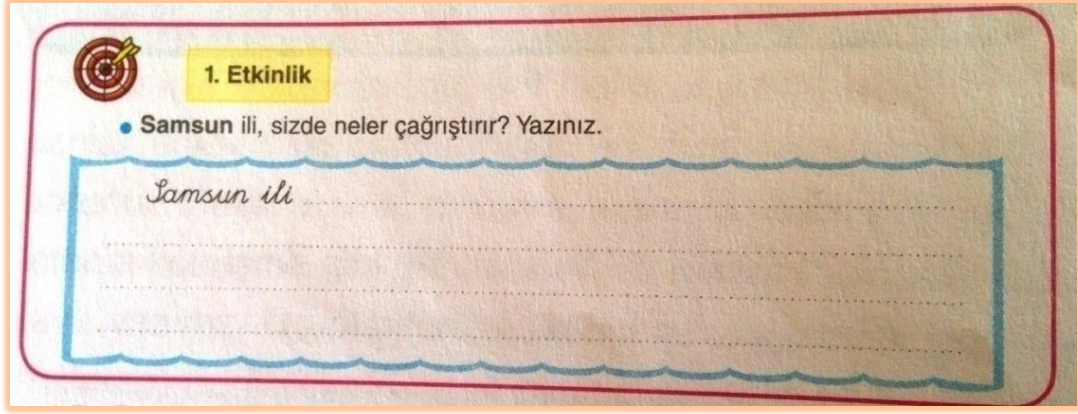 1. Etkinlik
• Samsun ili, sizde neler çağrıştırır? Yazınız.
Samsun ili